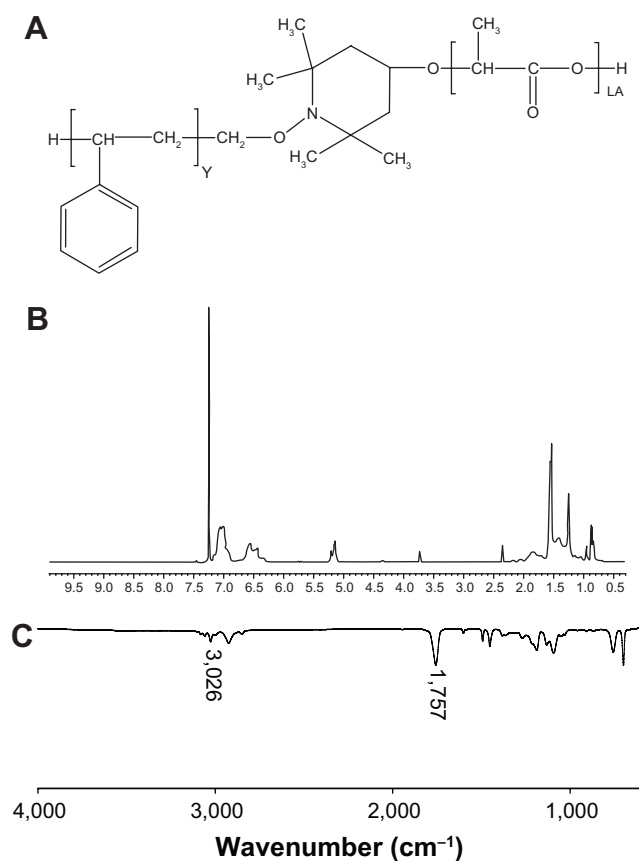 A
H₃C
CH₃
CH₃
H₃C
O
CH
C
O
H
LA
O
N
H
CH
CH₂
CH₂
O
Y
H₃C
CH₃
B
9.5 9.0 8.5 8.0 7.5 7.0 6.5 6.0 5.5 5.0 4.5 4.0 3.5 3.0 2.5 2.0 1.5 1.0 0.5
C
3,026
1,757
4,000 3,000 2,000 1,000
Wavenumber (cm⁻¹)